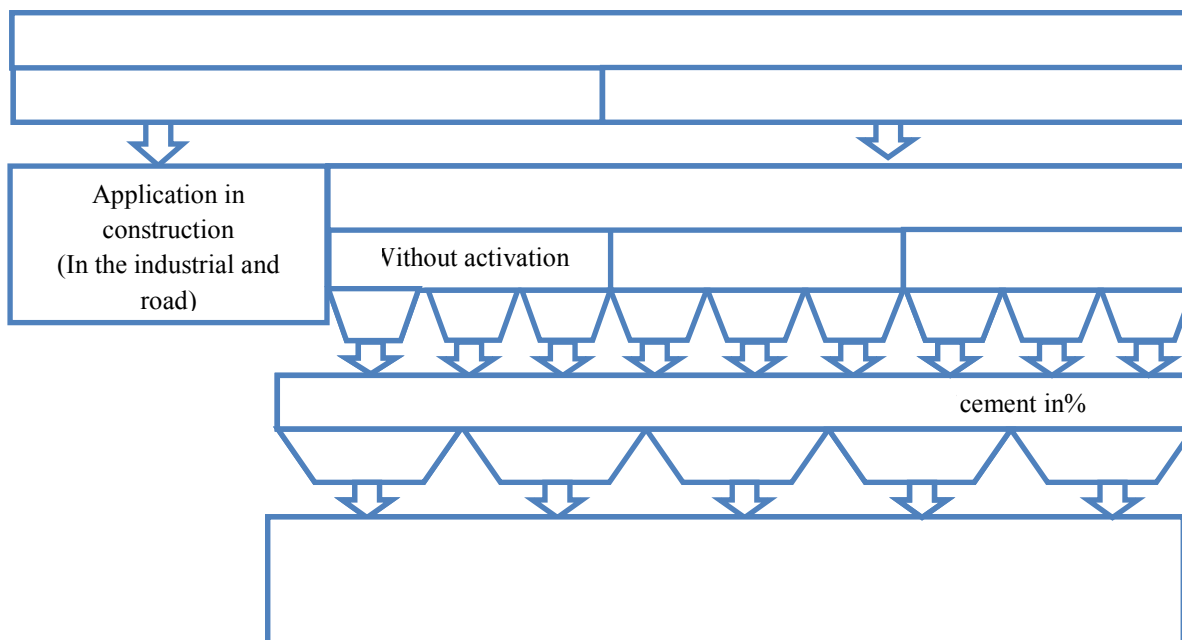 Application in
construction
(In the industrial and
road)
Without activation
cement in%